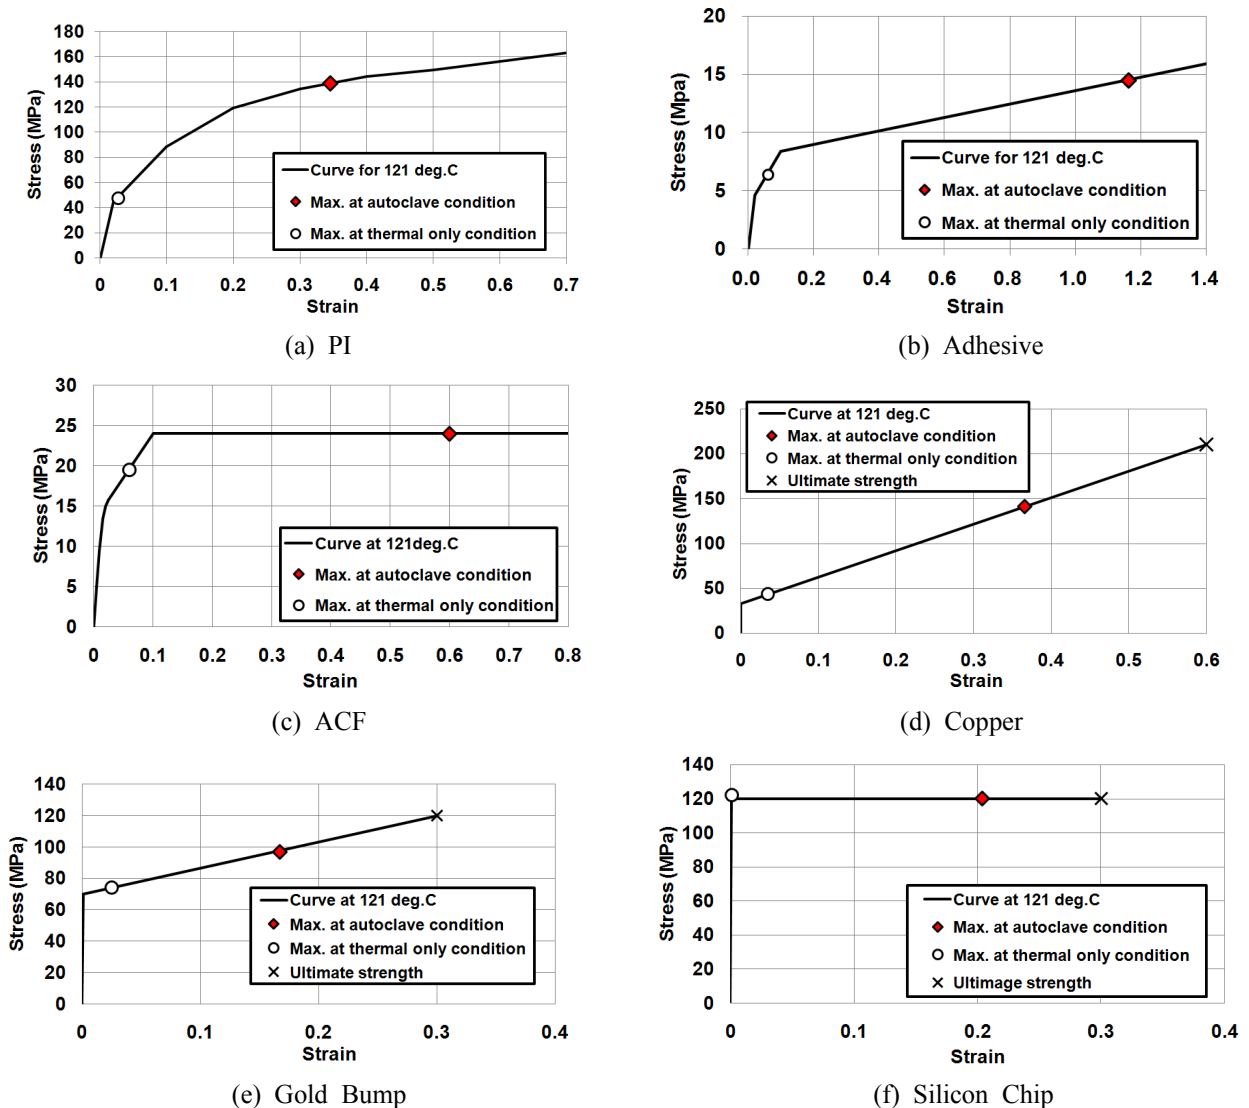 180
160
140
120
100
80
60
40
20
0
Stress (MPa)
Curve for 121 deg.C
Max. at autoclave condition
Max. at thermal only condition
0 0.1 0.2 0.3 0.4 0.5 0.6 0.7
Strain
(a) PI
20
15
10
5
0
Stress (Mpa)
Curve for 121 deg.C
Max. at autoclave condition
Max. at thermal only condition
0.0 0.2 0.4 0.6 0.8 1.0 1.2 1.4
Strain
(b) Adhesive
30
25
20
15
10
5
0
Stress (MPa)
Curve at 121deg.C
Max. at autoclave condition
Max. at thermal only condition
0 0.1 0.2 0.3 0.4 0.5 0.6 0.7 0.8
Strain
(c) ACF
250
200
150
100
50
0
Stress (MPa)
Curve at 121 deg.C
Max. at autoclave condition
Max. at thermal only condition
Ultimate strength
0 0.1 0.2 0.3 0.4 0.5 0.6
Strain
(d) Copper
140
120
100
80
60
40
20
0
Stress (MPa)
Curve at 121 deg.C
Max. at autoclave condition
Max. at thermal only condition
Ultimate strength
0 0.1 0.2 0.3 0.4
Strain
(e) Gold Bump
140
120
100
80
60
40
20
0
Stress (MPa)
Curve at 121 deg.C
Max. at autoclave condition
Max. at thermal only condition
Ultimage strength
0 0.1 0.2 0.3 0.4
Strain
(f) Silicon Chip